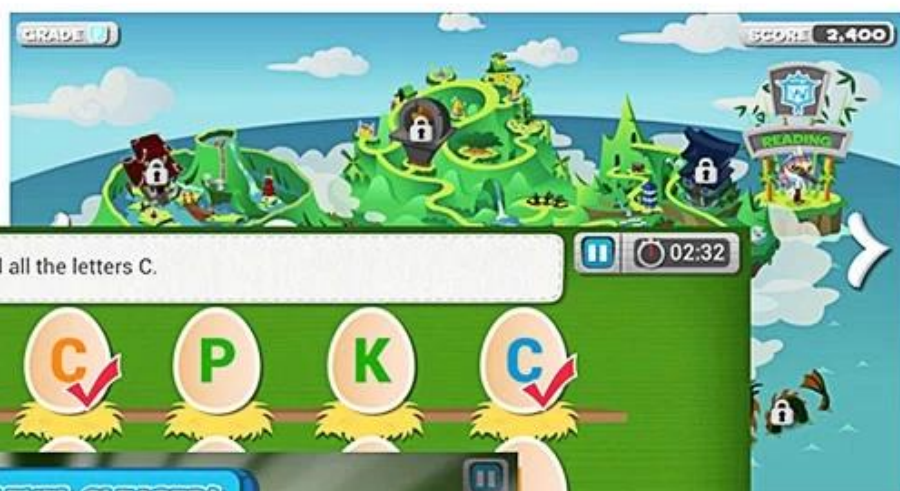 GRADE
SCORE 2,400
READING
all the letters C.
02:32
C P K C